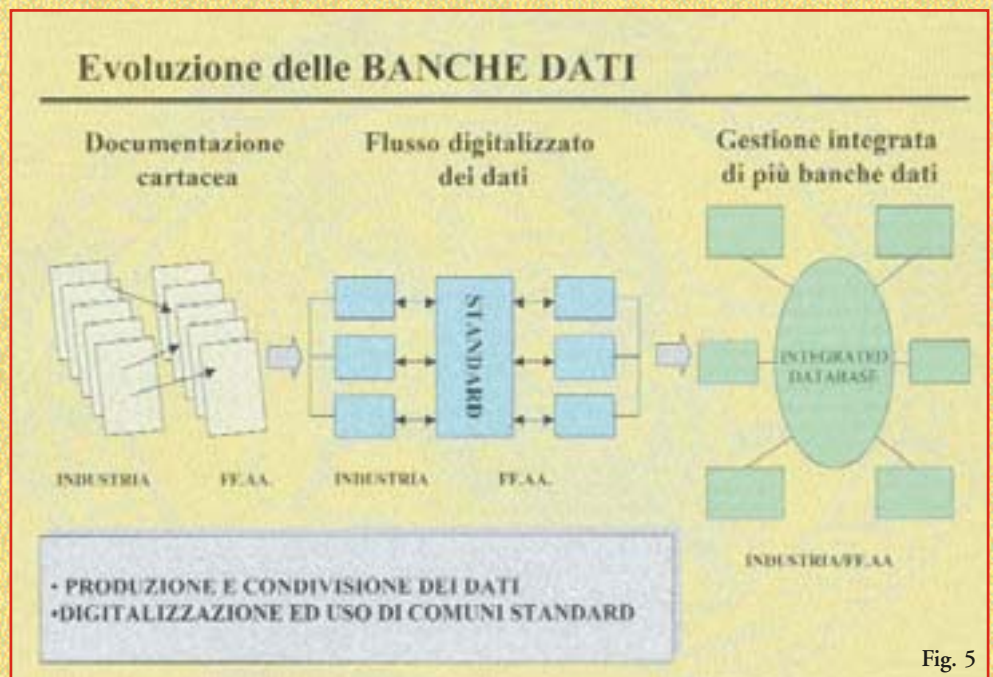 Evoluzione delle BANCHE DATI
Documentazione
cartacea
Flusso digitalizzato
dei dati
Gestione integrata
di più banche dati
STANDARD
INTEGRATED
DATABASE
INDUSTRIA
FF.AA.
INDUSTRIA
FF.AA.
INDUSTRIA/FF.AA
• PRODUZIONE E CONDIVISIONE DEI DATI
•DIGITALIZZAZIONE ED USO DI COMUNI STANDARD
Fig. 5